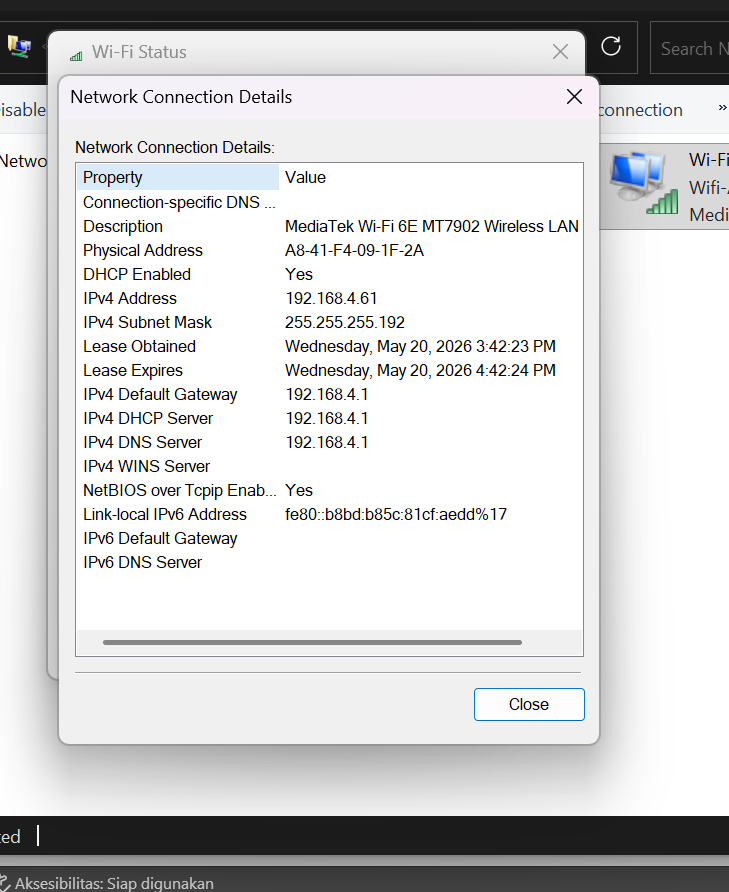 Wi-Fi Status
Search N
isable
connection
»
Networ
Network Connection Details
Network Connection Details:
Property Value
Connection-specific DNS ...
Description MediaTek Wi-Fi 6E MT7902 Wireless LAN
Physical Address A8-41-F4-09-1F-2A
DHCP Enabled Yes
IPv4 Address 192.168.4.61
IPv4 Subnet Mask 255.255.255.192
Lease Obtained Wednesday, May 20, 2026 3:42:23 PM
Lease Expires Wednesday, May 20, 2026 4:42:24 PM
IPv4 Default Gateway 192.168.4.1
IPv4 DHCP Server 192.168.4.1
IPv4 DNS Server 192.168.4.1
IPv4 WINS Server
NetBIOS over Tcpip Enab... Yes
Link-local IPv6 Address fe80::b8bd:b85c:81cf:aedd%17
IPv6 Default Gateway
IPv6 DNS Server
Close
Wi-Fi
Wifi-
Medi
ted
Aksesibilitas: Siap digunakan